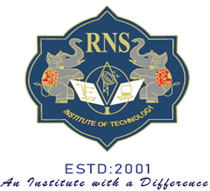 RNS
INSTITUTE OF TECHNOLOGY
ESTD:2001
An Institute with a Difference